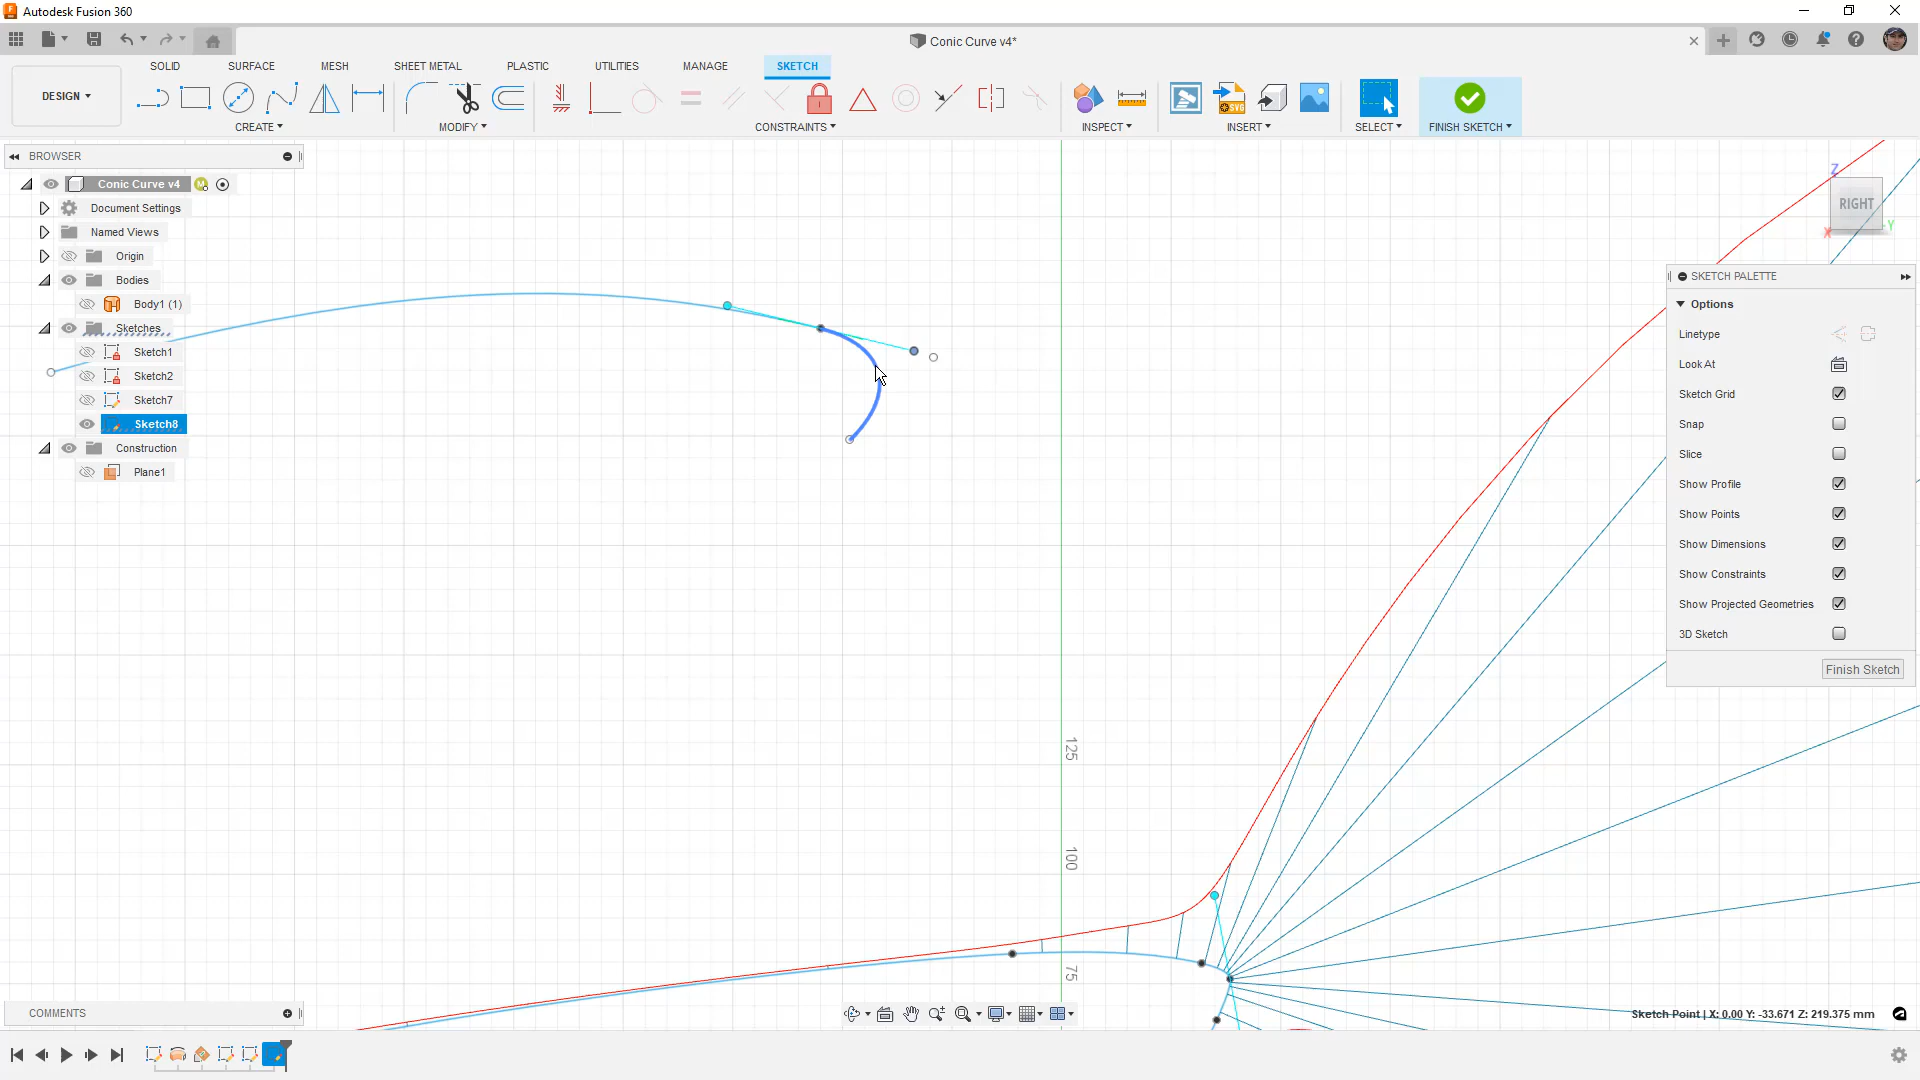 Autodesk Fusion 360
Conic Curve v4*
DESIGN
SOLID
SURFACE
MESH
SHEET METAL
PLASTIC
UTILITIES
MANAGE
SKETCH
CREATE
MODIFY
CONSTRAINTS
INSPECT
INSERT
SELECT
FINISH SKETCH
SVG
BROWSER
Conic Curve v4
Document Settings
Named Views
Origin
Bodies
Body1 (1)
Sketches
Sketch1
Sketch2
Sketch7
Sketch8
Construction
Plane1
Z
RIGHT
X
Y
SKETCH PALETTE
Options
Linetype
Look At
Sketch Grid
Snap
Slice
Show Profile
Show Points
Show Dimensions
Show Constraints
Show Projected Geometries
3D Sketch
Finish Sketch
125
100
75
COMMENTS
Sketch Point | X: 0.00 Y: -33.671 Z: 219.375 mm